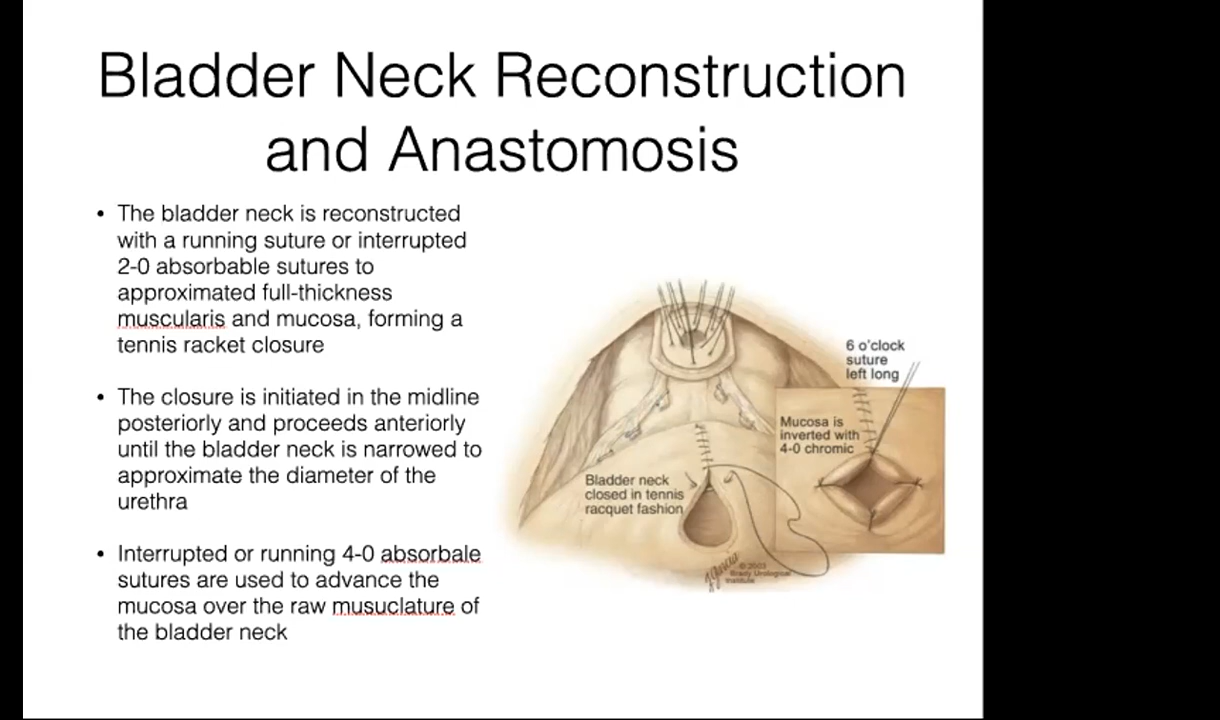 Bladder Neck Reconstruction
and Anastomosis
• The bladder neck is reconstructed
with a running suture or interrupted
2-0 absorbable sutures to
approximated full-thickness
muscularis and mucosa, forming a
tennis racket closure
• The closure is initiated in the midline
posteriorly and proceeds anteriorly
until the bladder neck is narrowed to
approximate the diameter of the
urethra
• Interrupted or running 4-0 absorbale
sutures are used to advance the
mucosa over the raw musuclature of
the bladder neck
6 o'clock
suture
left long
Mucosa is
inverted with
4-0 chromic
Bladder neck
closed in tennis
racquet fashion
© 2003
Brady Urological
Institute